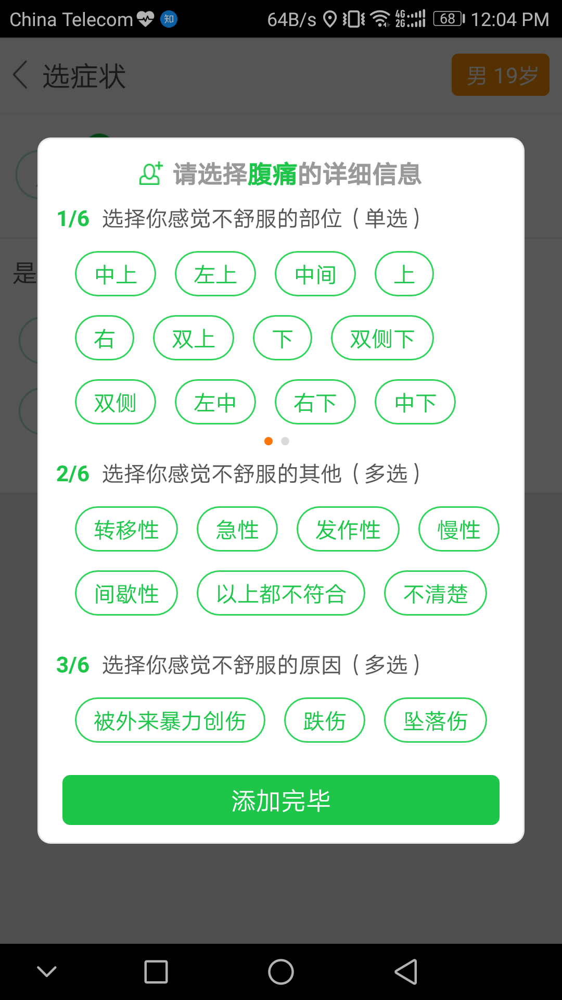 China Telecom 知 64B/s 4G 2G 68 12:04 PM
选症状 男 19岁
请选择腹痛的详细信息
1/6 选择你感觉不舒服的部位（单选）
中上 左上 中间 上
是
右 双上 下 双侧下
双侧 左中 右下 中下
2/6 选择你感觉不舒服的其他（多选）
转移性 急性 发作性 慢性
间歇性 以上都不符合 不清楚
3/6 选择你感觉不舒服的原因（多选）
被外来暴力创伤 跌伤 坠落伤
添加完毕